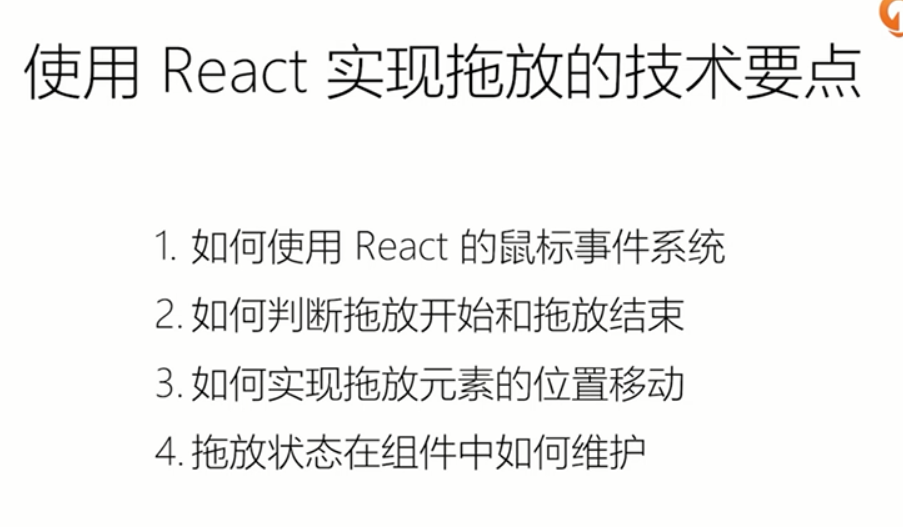 使用 React 实现拖放的技术要点
1. 如何使用 React 的鼠标事件系统
2. 如何判断拖放开始和拖放结束
3. 如何实现拖放元素的位置移动
4. 拖放状态在组件中如何维护